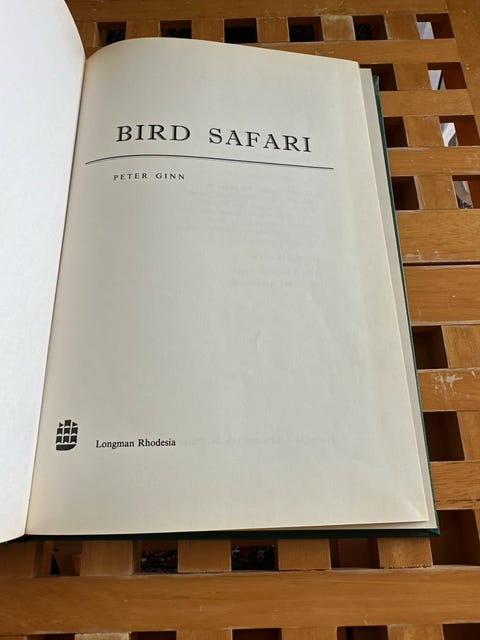 BIRD SAFARI
PETER GINN
Longman Rhodesia